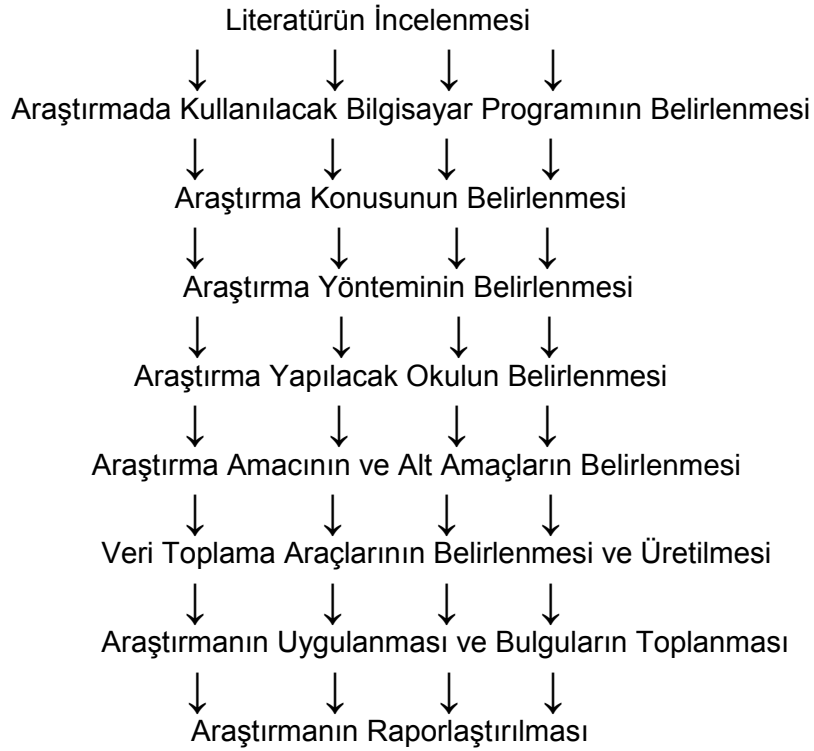 Literatürün İncelenmesi
Araştırmada Kullanılacak Bilgisayar Programının Belirlenmesi
Araştırma Konusunun Belirlenmesi
Araştırma Yönteminin Belirlenmesi
Araştırma Yapılacak Okulun Belirlenmesi
Araştırma Amacının ve Alt Amaçların Belirlenmesi
Veri Toplama Araçlarının Belirlenmesi ve Üretilmesi
Araştırmanın Uygulanması ve Bulguların Toplanması
Araştırmanın Raporlaştırılması